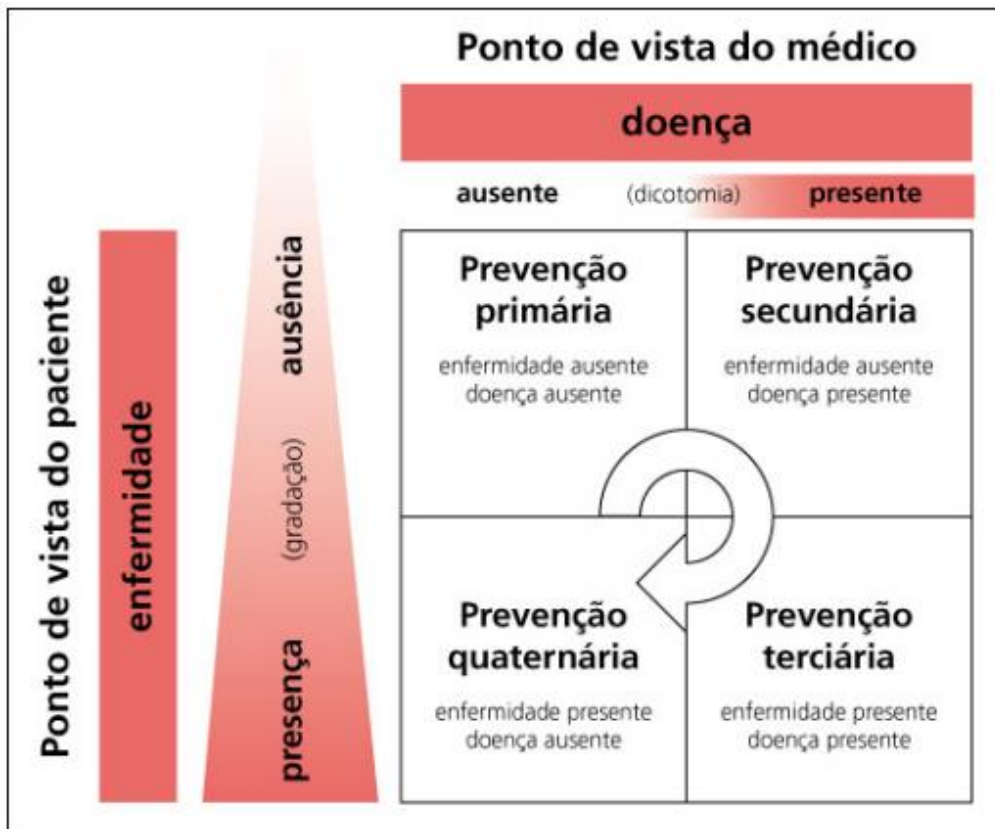 Ponto de vista do médico
doença
ausente (dicotomia) presente
Ponto de vista do paciente
enfermidade
ausência
(gradação)
presença
Prevenção
primária
enfermidade ausente
doença ausente
Prevenção
secundária
enfermidade ausente
doença presente
Prevenção
quaternária
enfermidade presente
doença ausente
Prevenção
terciária
enfermidade presente
doença presente